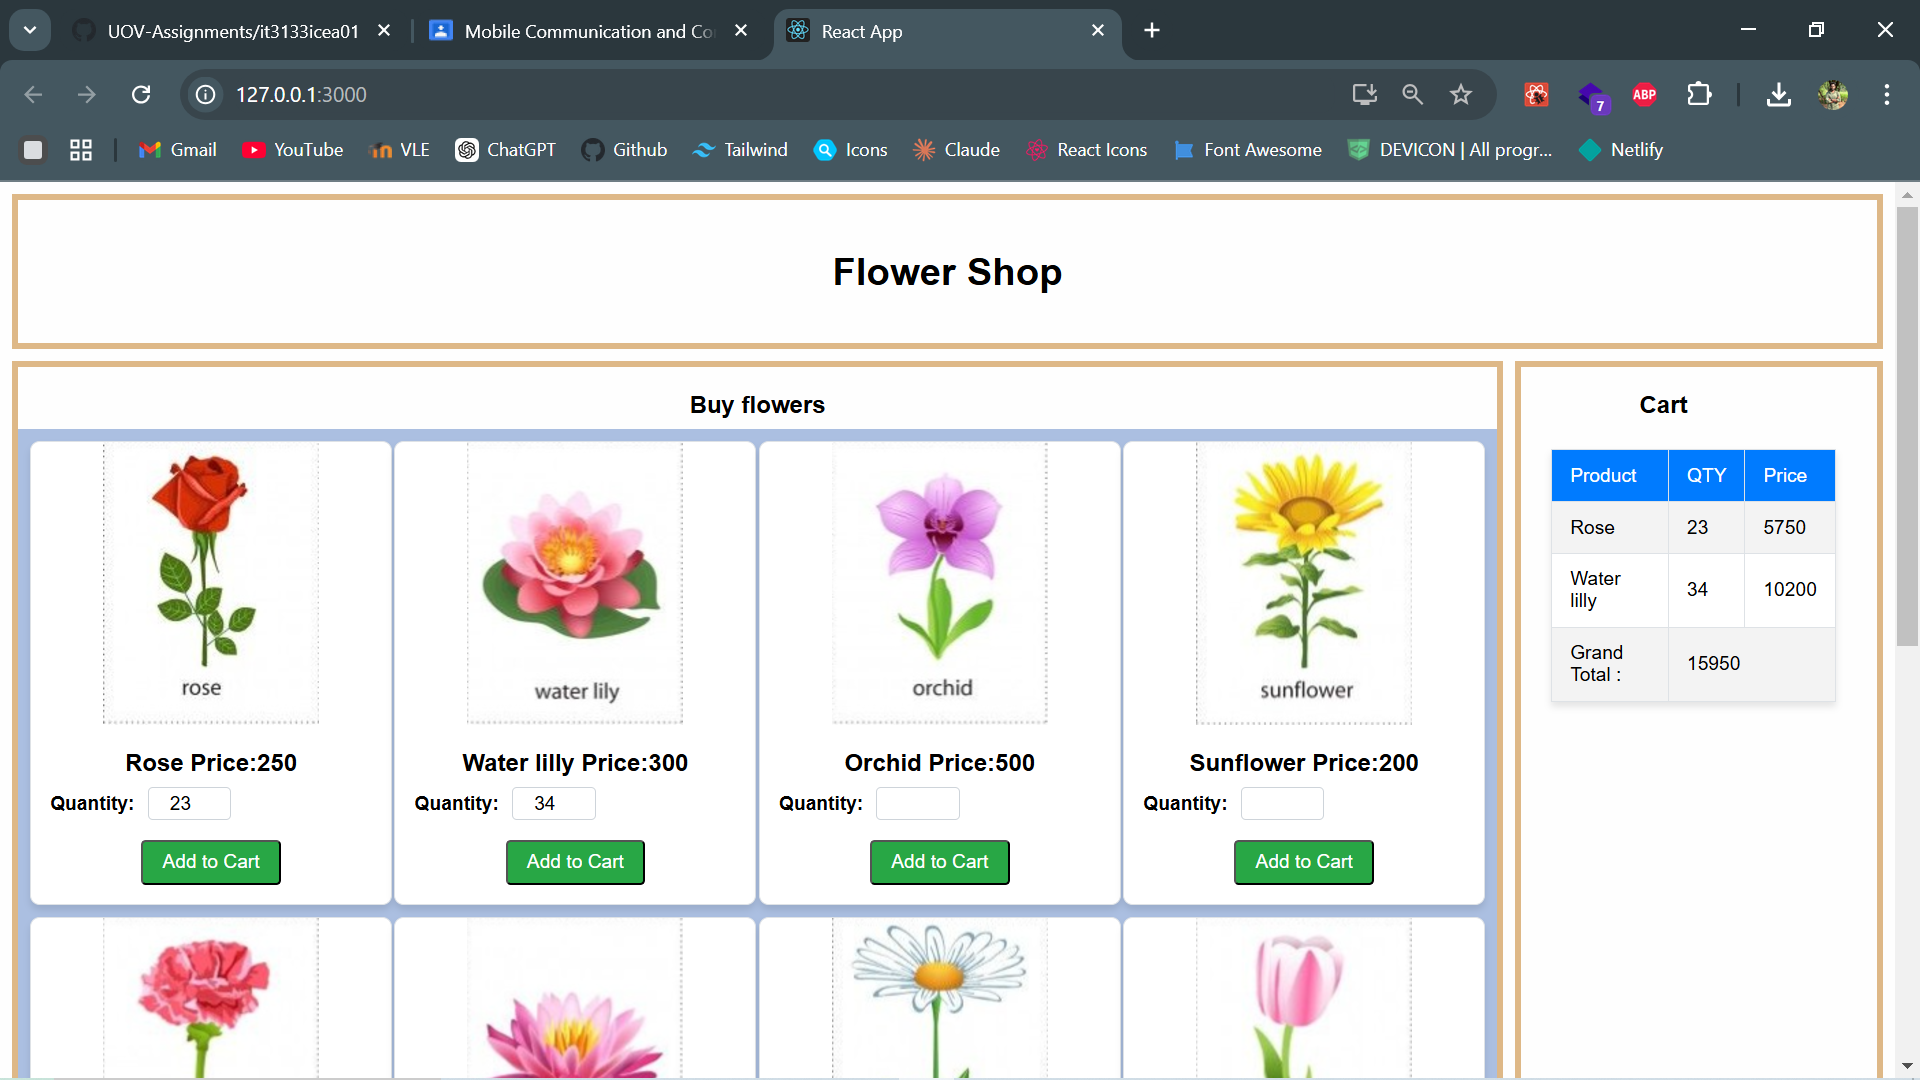 UOV-Assignments/it3133icea01
Mobile Communication and Co
React App
127.0.0.1:3000
7
ABP
Gmail
YouTube
VLE
ChatGPT
Github
Tailwind
Icons
Claude
React Icons
Font Awesome
DEVICON | All progr...
Netlify
Flower Shop
Buy flowers
rose
water lily
orchid
sunflower
Rose Price:250
Water lilly Price:300
Orchid Price:500
Sunflower Price:200
Quantity: 23
Quantity: 34
Quantity:
Quantity:
Add to Cart
Add to Cart
Add to Cart
Add to Cart
Cart
Product QTY Price
Rose 23 5750
Water
lilly 34 10200
Grand
Total : 15950